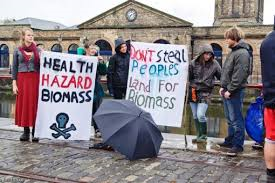 HEALTH
HAZARD
BIOMASS
DON'T STEAL
PEOPLES
LAND FOR
BIOMASS